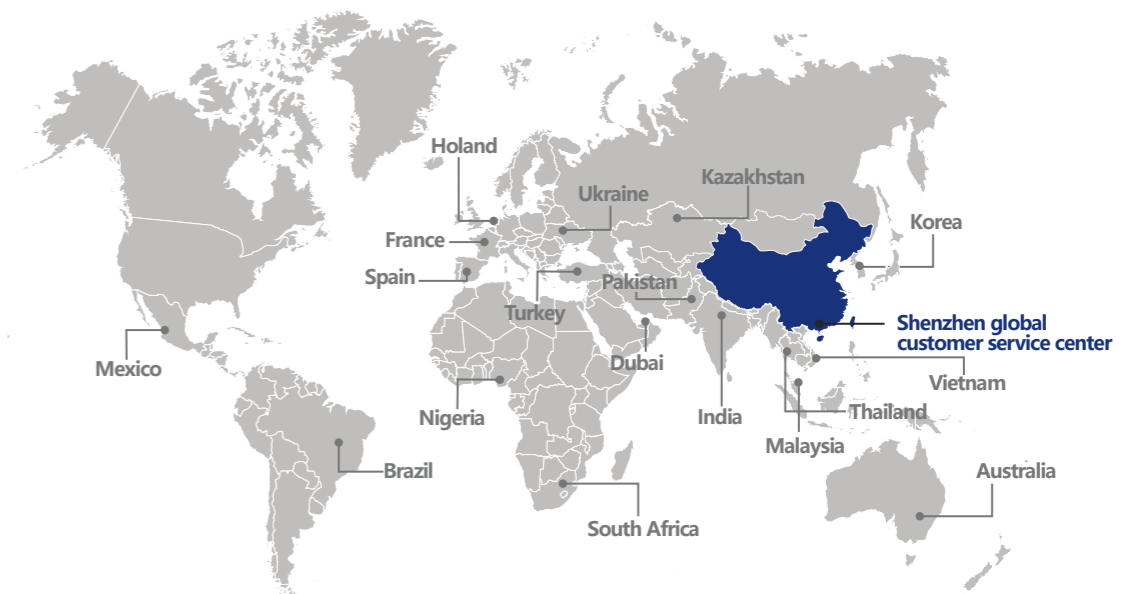 Holand
Kazakhstan
Ukraine
Korea
France
Spain
Pakistan
Turkey
Shenzhen global
customer service center
Dubai
Mexico
Vietnam
Nigeria
India
Thailand
Malaysia
Brazil
Australia
South Africa